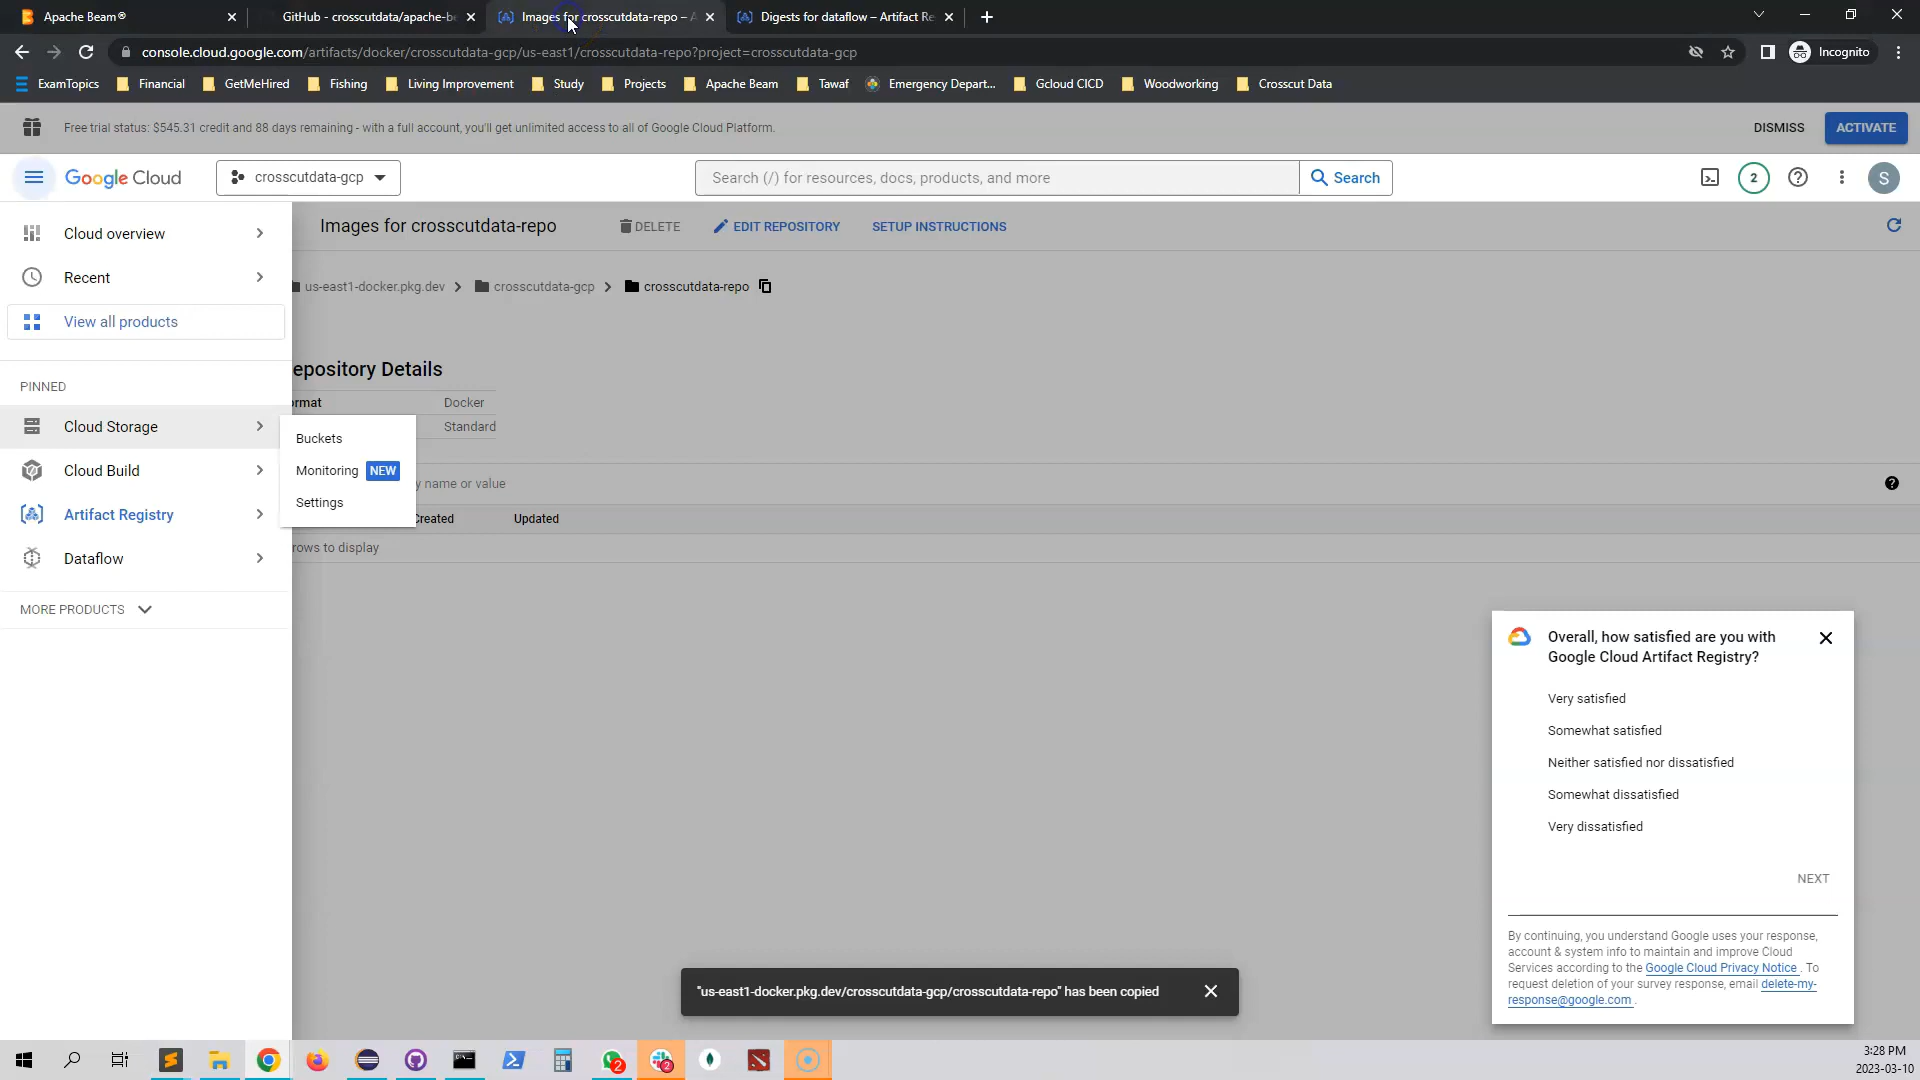 Apache Beam®
GitHub - crosscutdata/apache-be
Images for crosscutdata-repo – A
Digests for dataflow – Artifact Re
console.cloud.google.com/artifacts/docker/crosscutdata-gcp/us-east1/crosscutdata-repo?project=crosscutdata-gcp
Incognito
ExamTopics
Financial
GetMeHired
Fishing
Living Improvement
Study
Projects
Apache Beam
Tawaf
Emergency Depart...
Gcloud CICD
Woodworking
Crosscut Data
Free trial status: $545.31 credit and 88 days remaining - with a full account, you'll get unlimited access to all of Google Cloud Platform.
DISMISS
ACTIVATE
Google Cloud
crosscutdata-gcp
Search (/) for resources, docs, products, and more
Search
2
S
Cloud overview
Recent
View all products
PINNED
Cloud Storage
Cloud Build
Artifact Registry
Dataflow
MORE PRODUCTS
Buckets
Monitoring NEW
Settings
Images for crosscutdata-repo
DELETE
EDIT REPOSITORY
SETUP INSTRUCTIONS
us-east1-docker.pkg.dev
crosscutdata-gcp
crosscutdata-repo
epository Details
ormat
Docker
Standard
y name or value
Created
Updated
rows to display
Overall, how satisfied are you with
Google Cloud Artifact Registry?
Very satisfied
Somewhat satisfied
Neither satisfied nor dissatisfied
Somewhat dissatisfied
Very dissatisfied
NEXT
By continuing, you understand Google uses your response,
account & system info to maintain and improve Cloud
Services according to the Google Cloud Privacy Notice . To
request deletion of your survey response, email delete-my-
response@google.com .
"us-east1-docker.pkg.dev/crosscutdata-gcp/crosscutdata-repo" has been copied
2
2
3:28 PM
2023-03-10